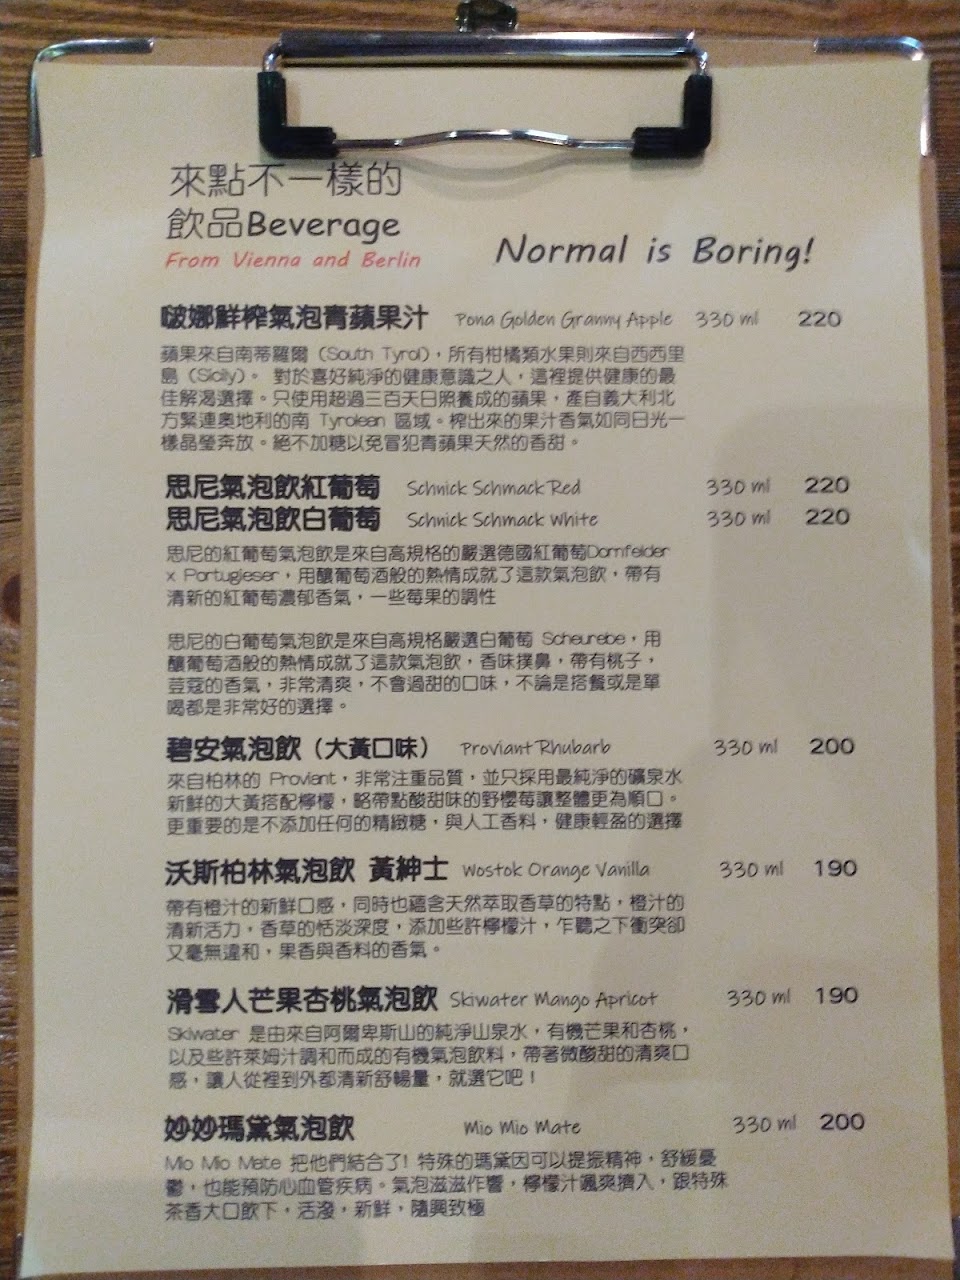 來點不一樣的
飲品Beverage
From Vienna and Berlin
Normal is Boring!
啵娜鮮榨氣泡青蘋果汁 Pona Golden Granny Apple 330 ml 220
蘋果來自南蒂羅爾 (South Tyrol)，所有柑橘類水果則來自西西里
島 (Sicily)。 對於喜好純淨的健康意識之人，這裡提供健康的最
佳解渴選擇。只使用超過三百天日照養成的蘋果，產自義大利北
方緊連奧地利的南 Tyrolean 區域。榨出來的果汁香氣如同日光一
樣晶瑩奔放。絕不加糖以免冒犯青蘋果天然的香甜。
思尼氣泡飲紅葡萄 Schnick Schmack Red 330 ml 220
思尼氣泡飲白葡萄 Schnick Schmack White 330 ml 220
思尼的紅葡萄氣泡飲是來自高規格的嚴選德國紅葡萄Dornfelder
x Portugieser，用釀葡萄酒般的熱情成就了這款氣泡飲，帶有
清新的紅葡萄濃郁香氣，一些莓果的調性
思尼的白葡萄氣泡飲是來自高規格嚴選白葡萄 Scheurebe，用
釀葡萄酒般的熱情成就了這款氣泡飲，香味撲鼻，帶有桃子，
荳蔻的香氣，非常清爽，不會過甜的口味，不論是搭餐或是單
喝都是非常好的選擇。
碧安氣泡飲（大黃口味） Proviant Rhubarb 330 ml 200
來自柏林的 Proviant，非常注重品質，並只採用最純淨的礦泉水
新鮮的大黃搭配檸檬，略帶點酸甜味的野櫻莓讓整體更為順口。
更重要的是不添加任何的精緻糖，與人工香料，健康輕盈的選擇
沃斯柏林氣泡飲 黃紳士 Wostok Orange Vanilla 330 ml 190
帶有橙汁的新鮮口感，同時也蘊含天然萃取香草的特點，橙汁的
清新活力，香草的恬淡深度，添加些許檸檬汁，乍聽之下衝突卻
又毫無違和，果香與香料的香氣。
滑雪人芒果杏桃氣泡飲 Skiwater Mango Apricot 330 ml 190
Skiwater 是由來自阿爾卑斯山的純淨山泉水，有機芒果和杏桃，
以及些許萊姆汁調和而成的有機氣泡飲料，帶著微酸甜的清爽口
感，讓人從裡到外都清新舒暢量，就選它吧！
妙妙瑪黛氣泡飲 Mio Mio Mate 330 ml 200
Mio Mio Mate 把他們結合了! 特殊的瑪黛因可以提振精神，舒緩憂
鬱，也能預防心血管疾病。氣泡滋滋作響，檸檬汁颯爽擠入，跟特殊
茶香大口飲下，活潑，新鮮，隨興致極